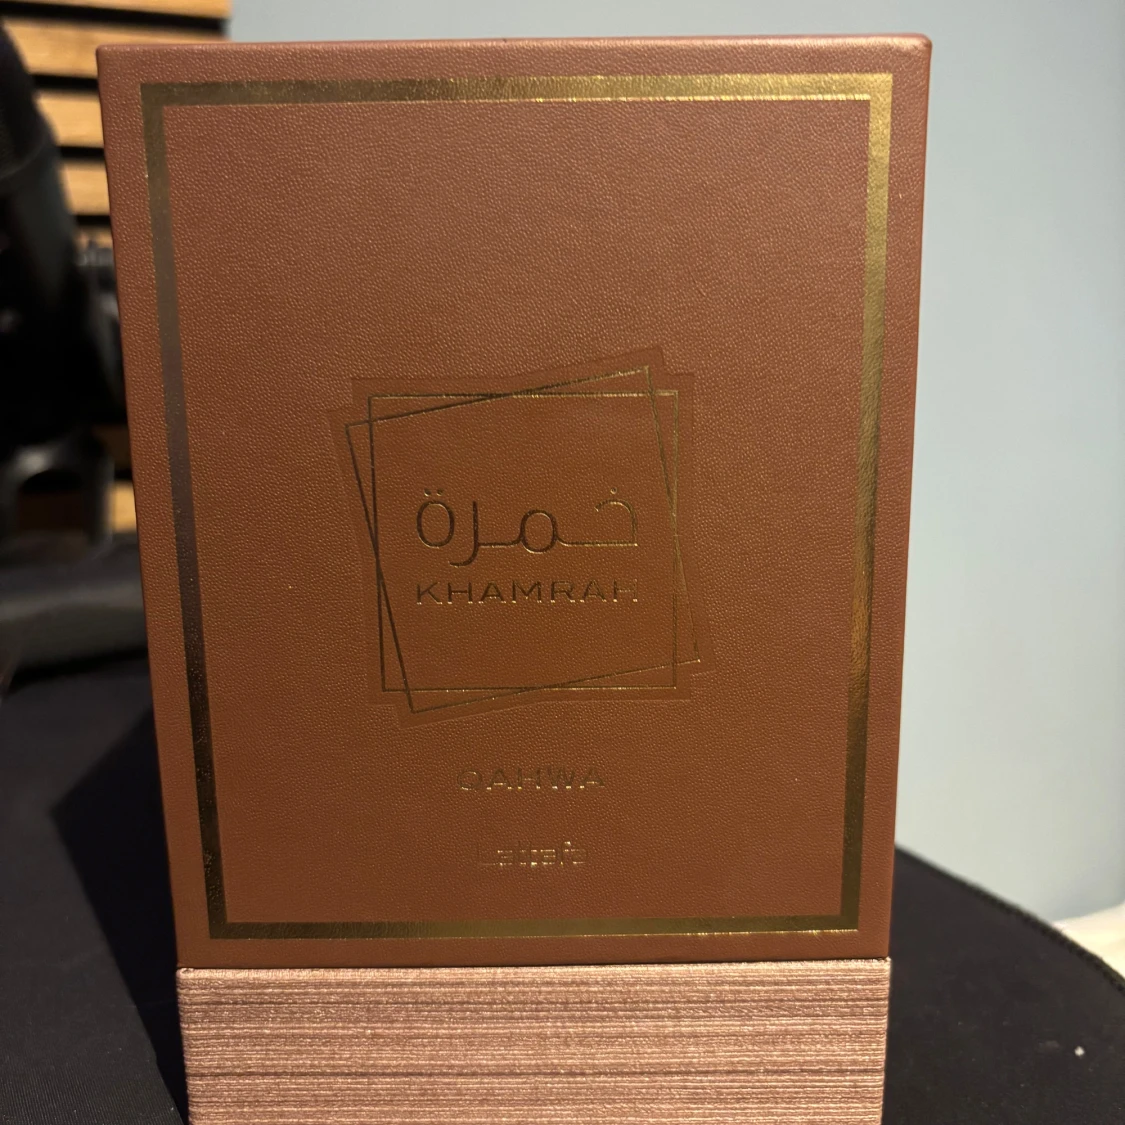 خمرة
KHAMRAH
QAHWA
Lattafa